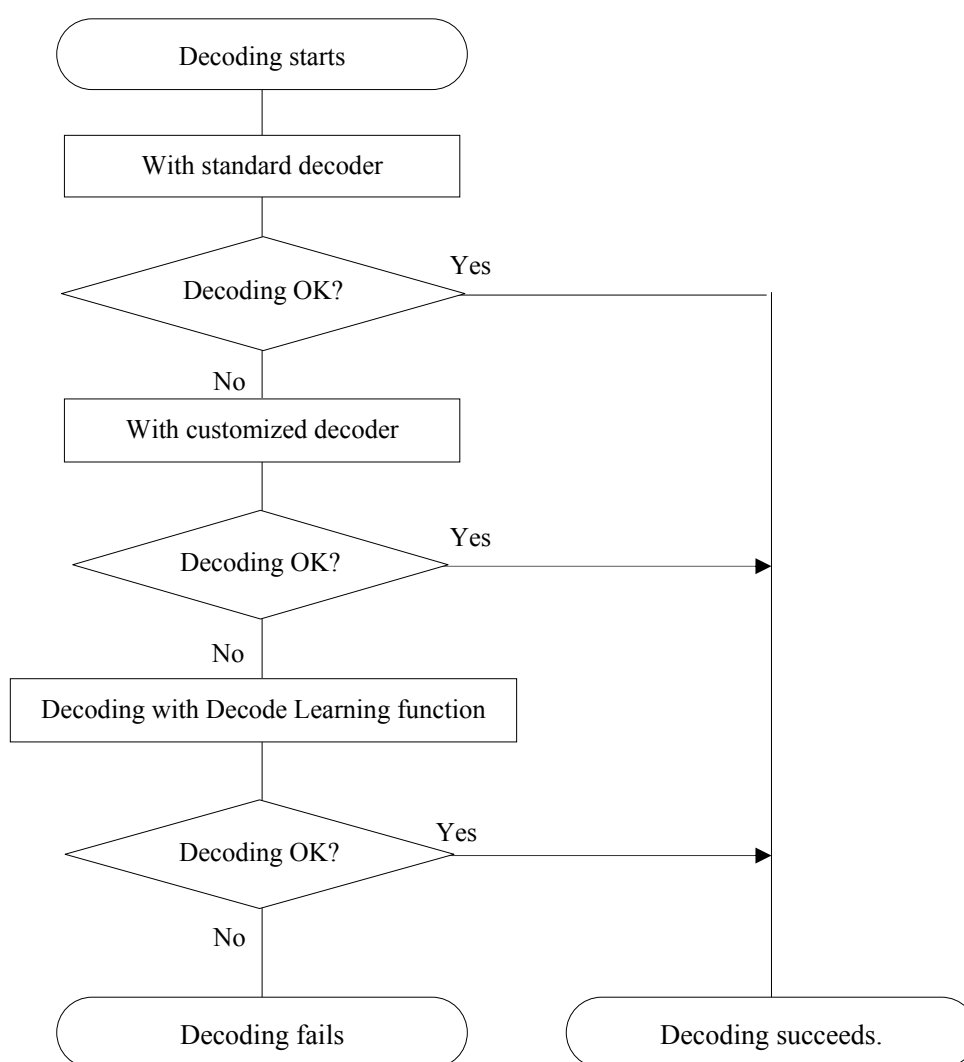 Decoding starts
With standard decoder
Decoding OK?
Yes
No
With customized decoder
Decoding OK?
Yes
No
Decoding with Decode Learning function
Decoding OK?
Yes
No
Decoding fails
Decoding succeeds.